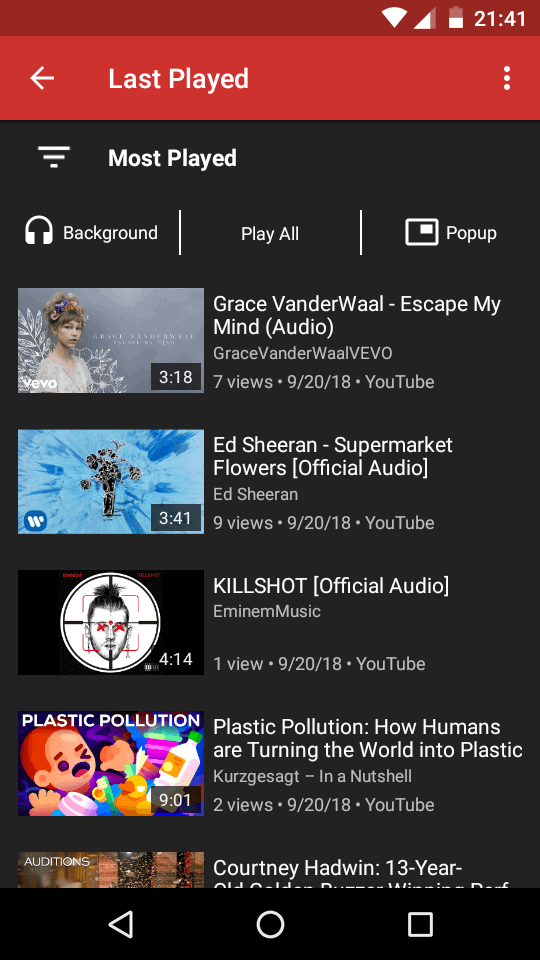 21:41
Last Played
Most Played
Background
Play All
Popup
GRACE VANDERWAAL
ESCAPE MY MIND
vevo
3:18
Grace VanderWaal - Escape My
Mind (Audio)
GraceVanderWaalVEVO
7 views • 9/20/18 • YouTube
3:41
Ed Sheeran - Supermarket
Flowers [Official Audio]
Ed Sheeran
9 views • 9/20/18 • YouTube
EMINEM
KILLSHOT
4:14
KILLSHOT [Official Audio]
EminemMusic
1 view • 9/20/18 • YouTube
PLASTIC POLLUTION
9:01
Plastic Pollution: How Humans
are Turning the World into Plastic
Kurzgesagt – In a Nutshell
2 views • 9/20/18 • YouTube
AUDITIONS
Courtney Hadwin: 13-Year-
Old Golden Buzzer Winning Perf